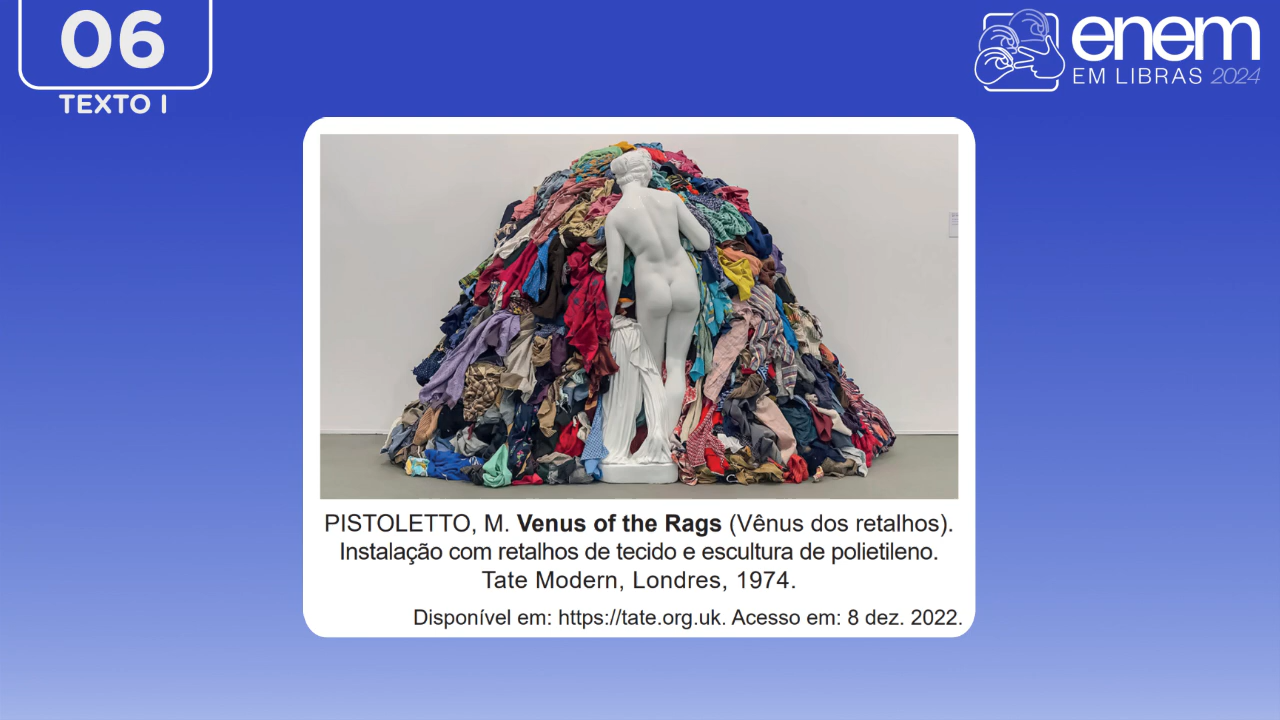 06
TEXTO I
enem
EM LIBRAS 2024
PISTOLETTO, M. Venus of the Rags (Vênus dos retalhos).
Instalação com retalhos de tecido e escultura de polietileno.
Tate Modern, Londres, 1974.
Disponível em: https://tate.org.uk. Acesso em: 8 dez. 2022.